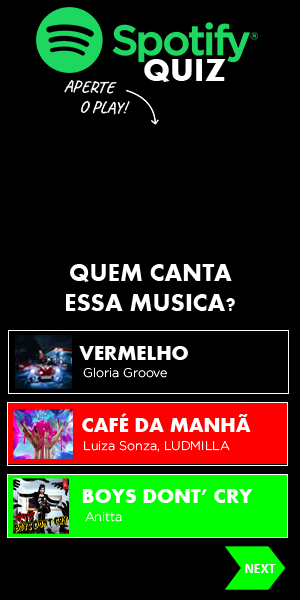 Spotify®
QUIZ
APERTE
O PLAY!
QUEM CANTA
ESSA MUSICA?
VERMELHO
Gloria Groove
CAFÉ DA MANHÃ
Luiza Sonza, LUDMILLA
BOYS DON'T CRY
BOYS DONT' CRY
Anitta
NEXT